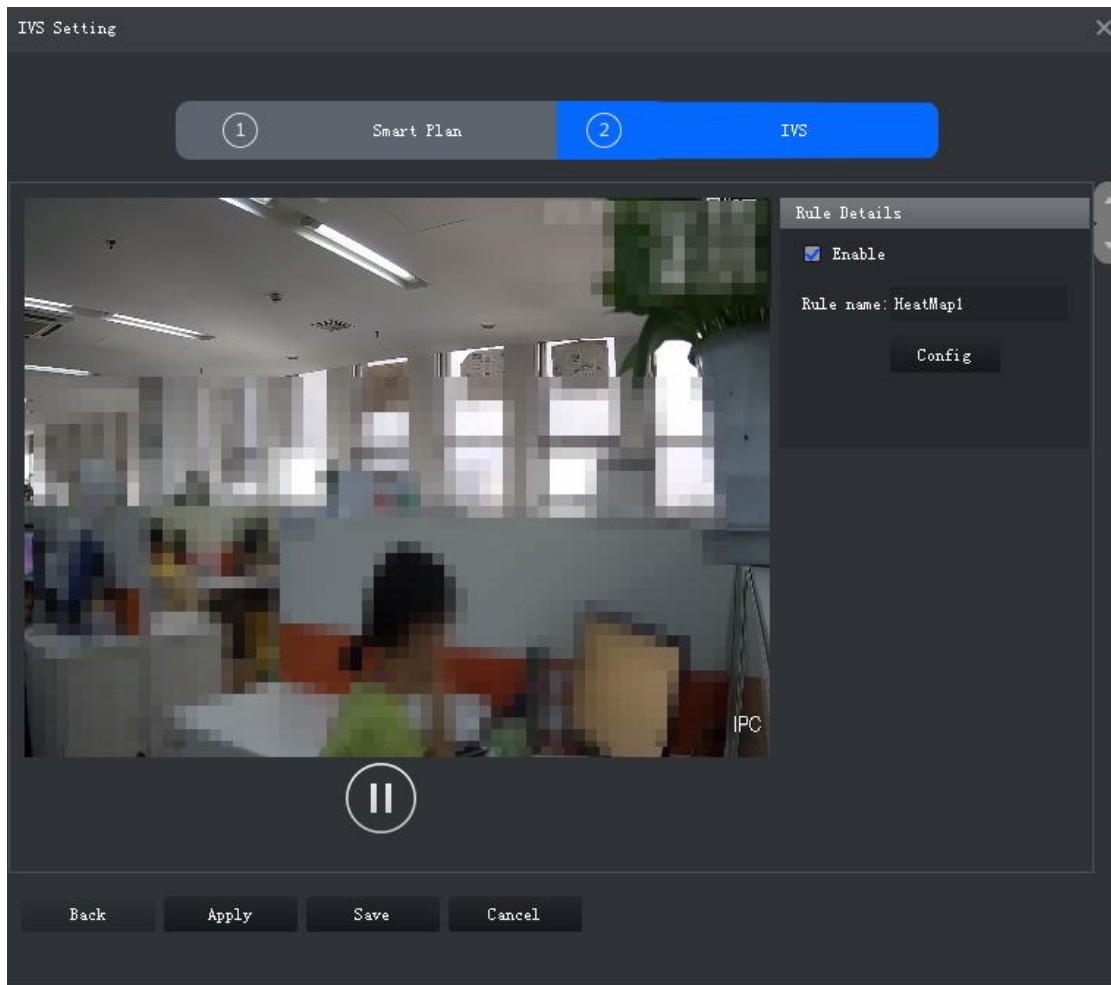 IVS Setting
1 Smart Plan 2 IVS
Rule Details
Enable
Rule name: HeatMap1
Config
IPC
Back Apply Save Cancel